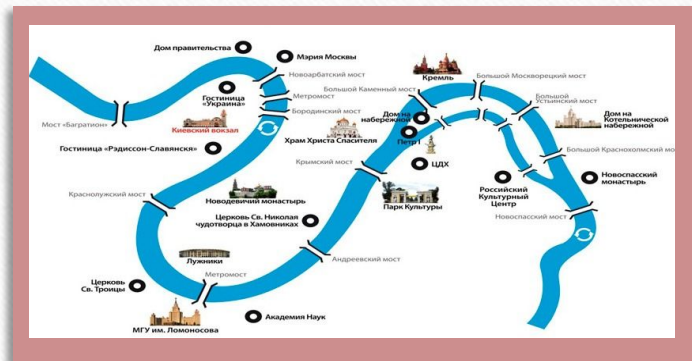 Дом правительства
Мэрия Москвы
Новоарбатский мост
Гостиница
«Украина»
Метромост
Бородинский мост
Киевский вокзал
Мост «Багратион»
Гостиница «Рэдиссон-Славянскя»
Большой Каменный мост
Кремль
Большой Москворецкий мост
Большой
Устьинский мост
Дом на
набережной
Дом на
Котельнической
набережной
Храм Христа Спасителя
Петр I
ЦДХ
Большой Краснохолмский мо
Крымский мост
Новоспасский
монастырь
Российский
Культурный
Центр
Краснолужский мост
Новодевичий монастырь
Парк Культуры
Новоспасский мост
Церковь Св. Николая
чудотворца в Хамовниках
Лужники
Андреевский мост
Метромост
Церковь
Св. Троицы
Академия Наук
МГУ им. Ломоносова